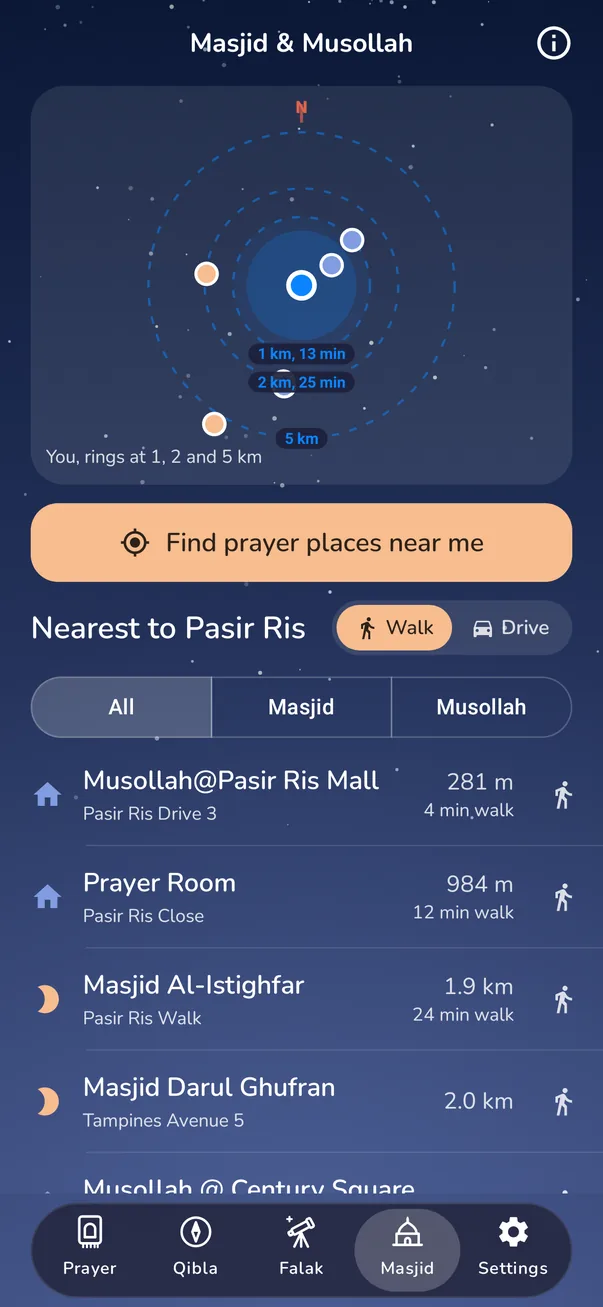 Masjid & Musollah
N
1 km, 13 min
2 km, 25 min
5 km
You, rings at 1, 2 and 5 km
Find prayer places near me
Nearest to Pasir Ris
Walk
Drive
All
Masjid
Musollah
Musollah@Pasir Ris Mall
281 m
Pasir Ris Drive 3
4 min walk
Prayer Room
984 m
Pasir Ris Close
12 min walk
Masjid Al-Istighfar
1.9 km
Pasir Ris Walk
24 min walk
Masjid Darul Ghufran
2.0 km
Tampines Avenue 5
Musollah @ Century Square
Prayer
Qibla
Falak
Masjid
Settings